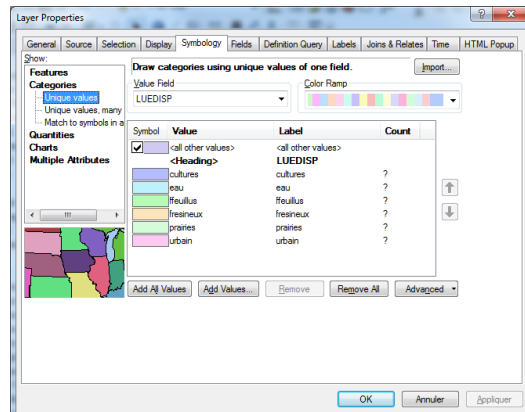 Layer Properties
General Source Selection Display Symbology Fields Definition Query Labels Joins & Relates Time HTML Popup
Show:
Features
Categories
Unique values
Unique values, many
Match to symbols in a
Quantities
Charts
Multiple Attributes
Draw categories using unique values of one field.
Import...
Value Field
LUEDISP
Color Ramp
Symbol Value Label Count
<all other values> <all other values>
<Heading> LUEDISP
cultures cultures ?
eau eau ?
ffeuillus ffeuillus ?
fresineux fresineux ?
prairies prairies ?
urbain urbain ?
Add All Values Add Values... Remove Remove All Advanced
OK Annuler Appliquer